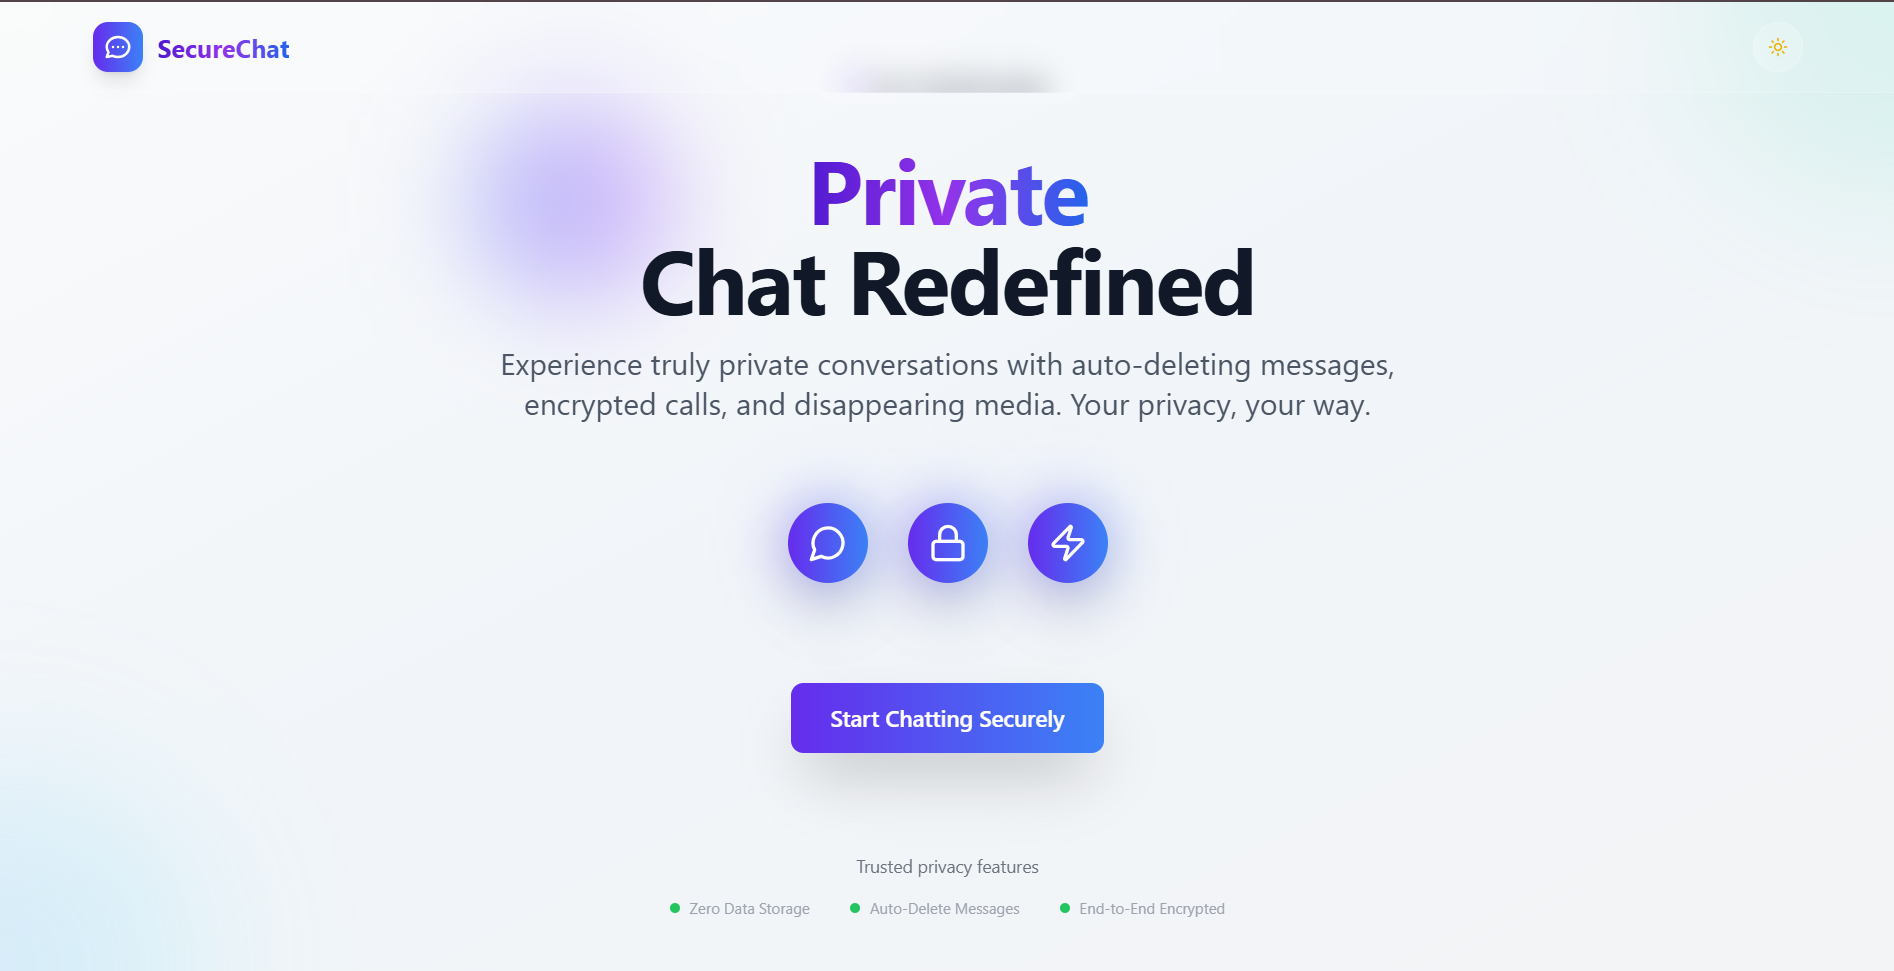 SecureChat
Private
Chat Redefined
Experience truly private conversations with auto-deleting messages,
encrypted calls, and disappearing media. Your privacy, your way.
Start Chatting Securely
Trusted privacy features
Zero Data Storage
Auto-Delete Messages
End-to-End Encrypted